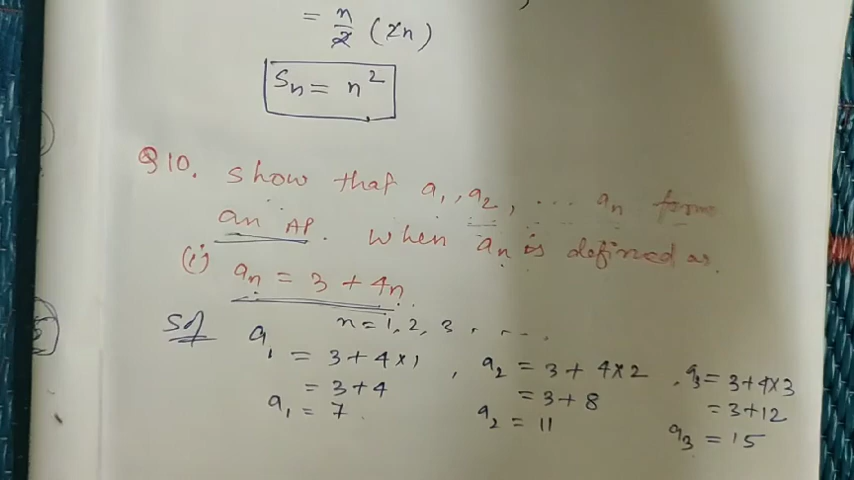 = n/2 (2n)
Sn = n²
Q10. Show that a₁, a₂, ... aₙ form
an AP. When aₙ is defined as.
(i) aₙ = 3 + 4n.
Sol n = 1, 2, 3, ....
a₁ = 3+4×1 , a₂ = 3 + 4×2 , a₃ = 3+4×3
= 3+4 = 3+8 = 3+12
a₁ = 7 a₂ = 11 a₃ = 15